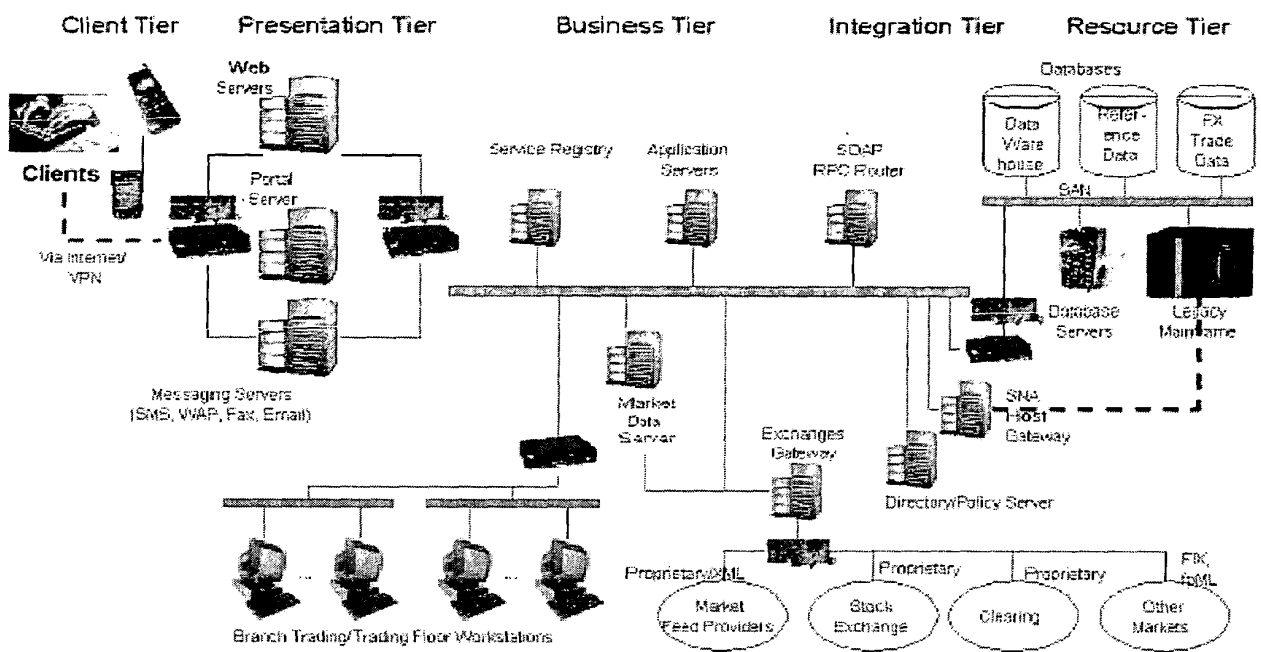 Client Tier
Presentation Tier
Business Tier
Integration Tier
Resource Tier
Web
Servers
Databases
Data
Ware
house
Refer-
ence
Data
FX
Trade
Data
Clients
Portal
Server
Service Registry
Application
Servers
SOAP
RPC Router
SAN
Via Internet/
VPN
Database
Servers
Legacy
Mainframe
Messaging Servers
(SMS, WAP, Fax, Email)
Market
Data
Server
SNA
Host
Gateway
Exchanges
Gateway
Directory/Policy Server
...
...
Proprietary/XML
Proprietary
Proprietary
FIX,
fpML
Market
Feed Providers
Stock
Exchange
Clearing
Other
Markets
Branch Trading/Trading Floor Workstations